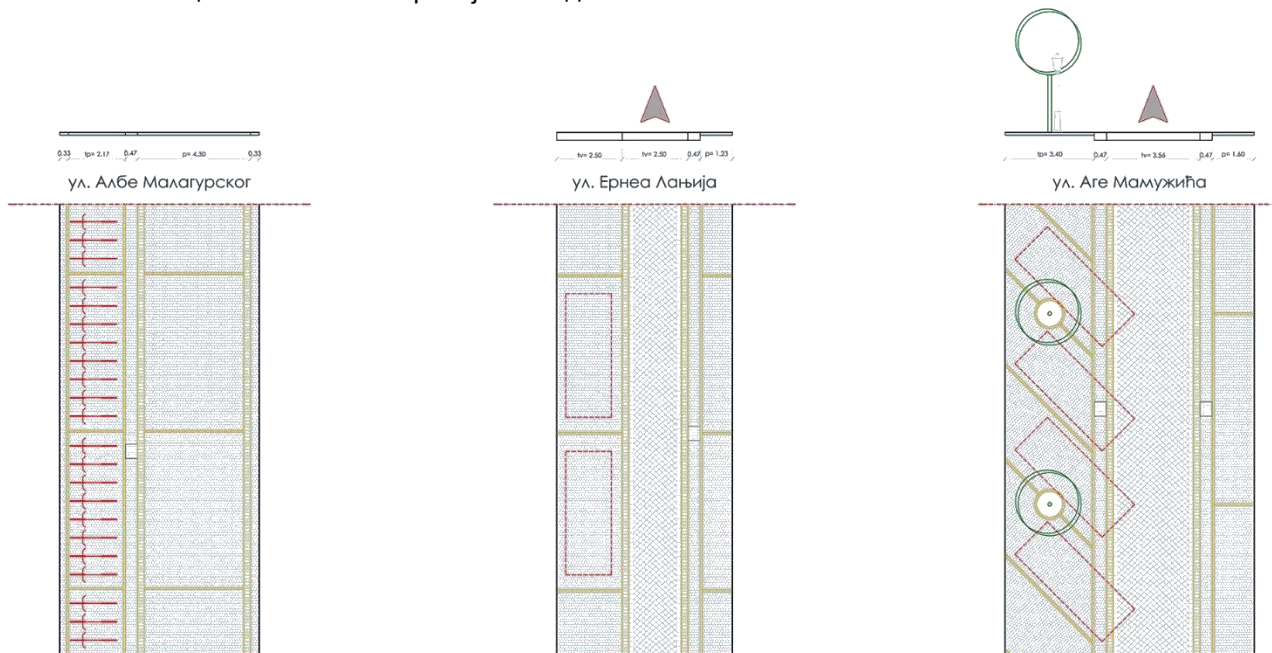 0.33 tp= 2.17 0.47 p= 4.30 0.33
ул. Албе Малагурског
tv= 2.50 tv= 2.50 0.47 p= 1.23
ул. Ернеа Лањија
tp= 3.40 0.47 tv= 3.56 0.47 p= 1.60
ул. Аге Мамужића